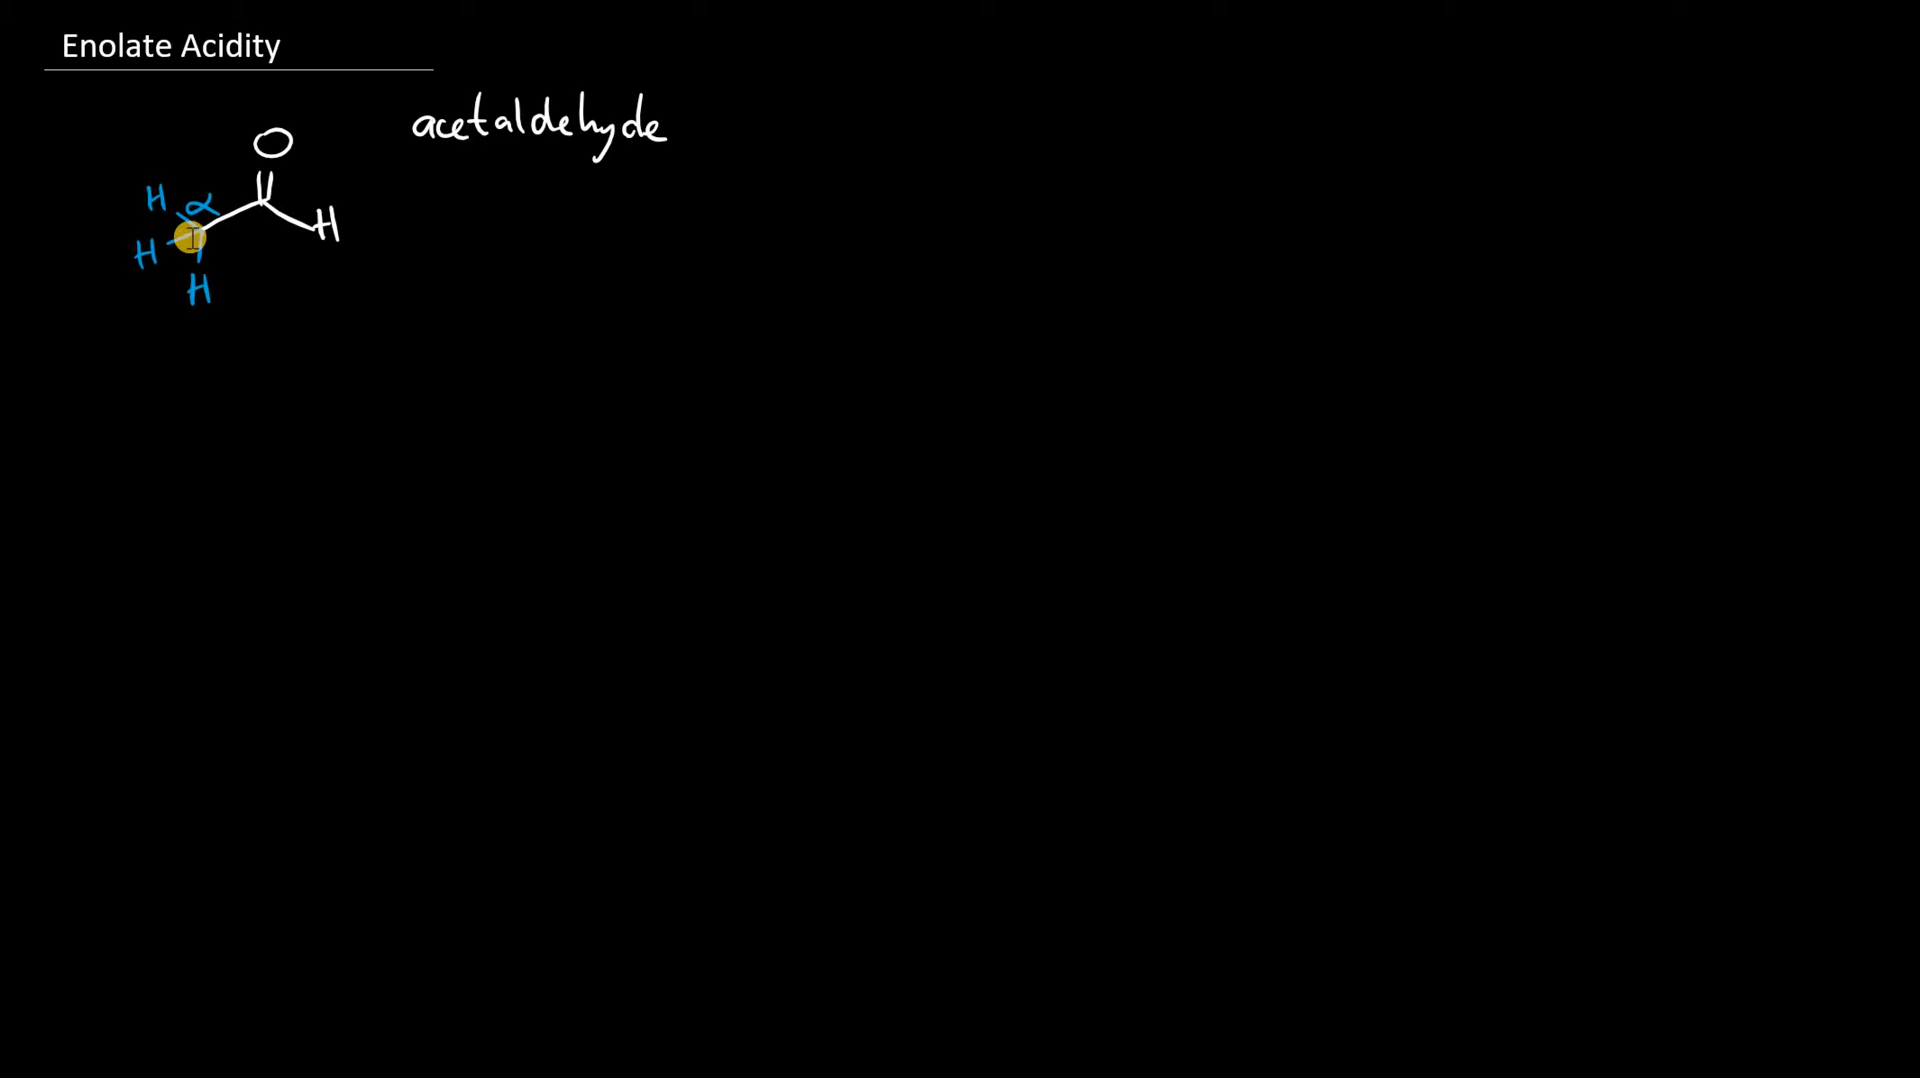 Enolate Acidity
acetaldehyde
O
H α
H H
H